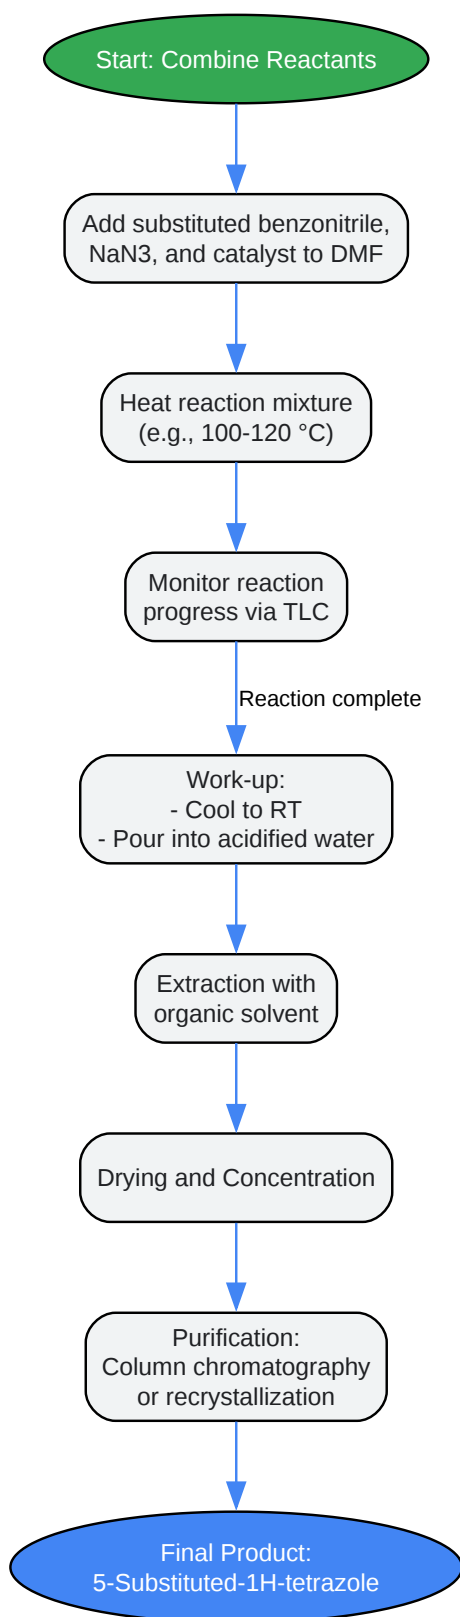 Start: Combine Reactants
Add substituted benzonitrile,
NaN3, and catalyst to DMF
Heat reaction mixture
(e.g., 100-120 °C)
Monitor reaction
progress via TLC
Reaction complete
Work-up:
- Cool to RT
- Pour into acidified water
Extraction with
organic solvent
Drying and Concentration
Purification:
Column chromatography
or recrystallization
Final Product:
5-Substituted-1H-tetrazole